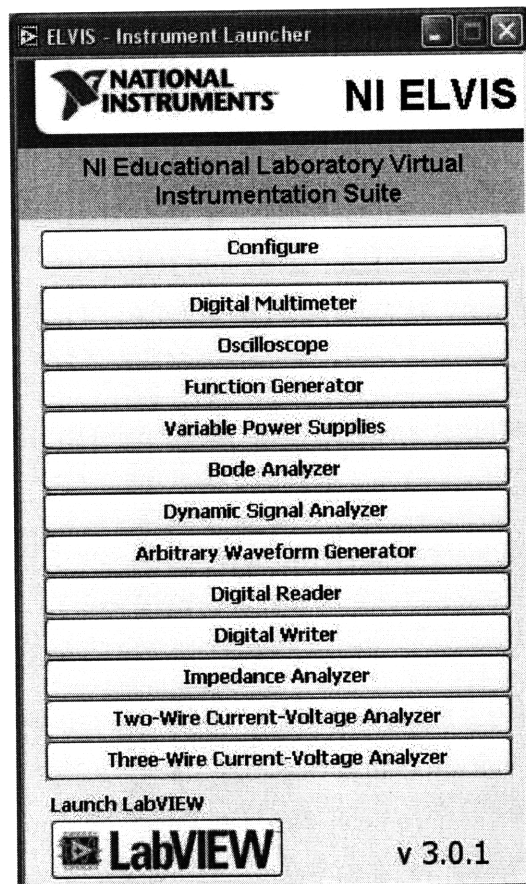 ELVIS - Instrument Launcher
NATIONAL
INSTRUMENTS
NI ELVIS
NI Educational Laboratory Virtual
Instrumentation Suite
Configure
Digital Multimeter
Oscilloscope
Function Generator
Variable Power Supplies
Bode Analyzer
Dynamic Signal Analyzer
Arbitrary Waveform Generator
Digital Reader
Digital Writer
Impedance Analyzer
Two-Wire Current-Voltage Analyzer
Three-Wire Current-Voltage Analyzer
Launch LabVIEW
LabVIEW
v 3.0.1